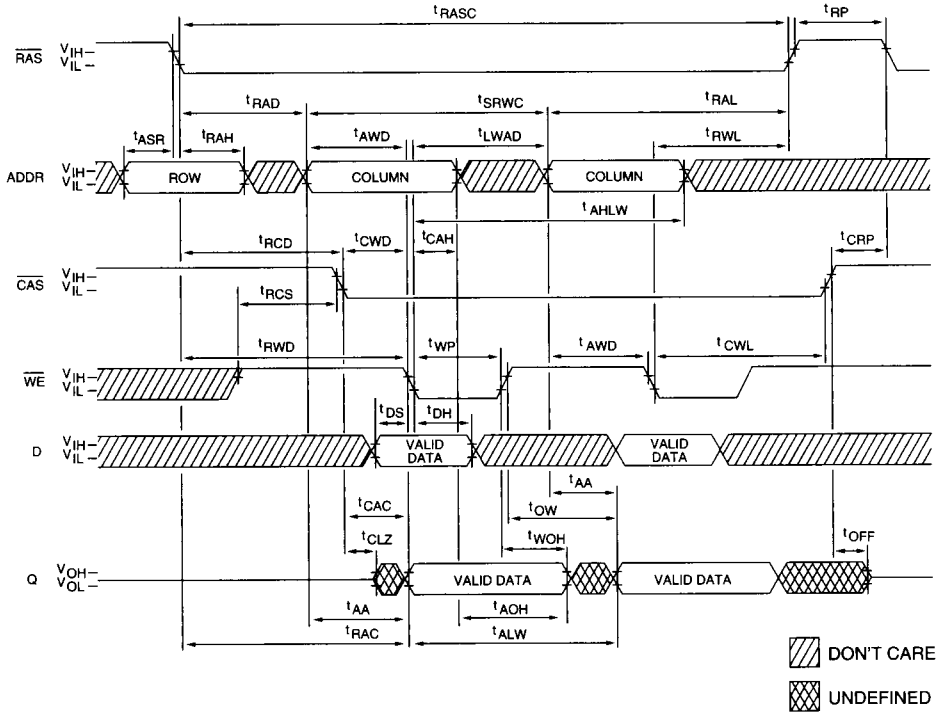 tRASC
tRP
RAS
VIH
VIL
tRAD
tSRWC
tRAL
tASR
tRAH
tAWD
tLWAD
tRWL
ADDR
VIH
VIL
ROW
COLUMN
COLUMN
tAHLW
tRCD
tCWD
tCAH
tCRP
CAS
VIH
VIL
tRCS
tRWD
tWP
tAWD
tCWL
WE
VIH
VIL
tDS
tDH
D
VIH
VIL
VALID
DATA
VALID
DATA
tAA
tCAC
tOW
tCLZ
tWOH
tOFF
Q
VOH
VOL
VALID DATA
VALID DATA
tAA
tAOH
tRAC
tALW
DON'T CARE
UNDEFINED